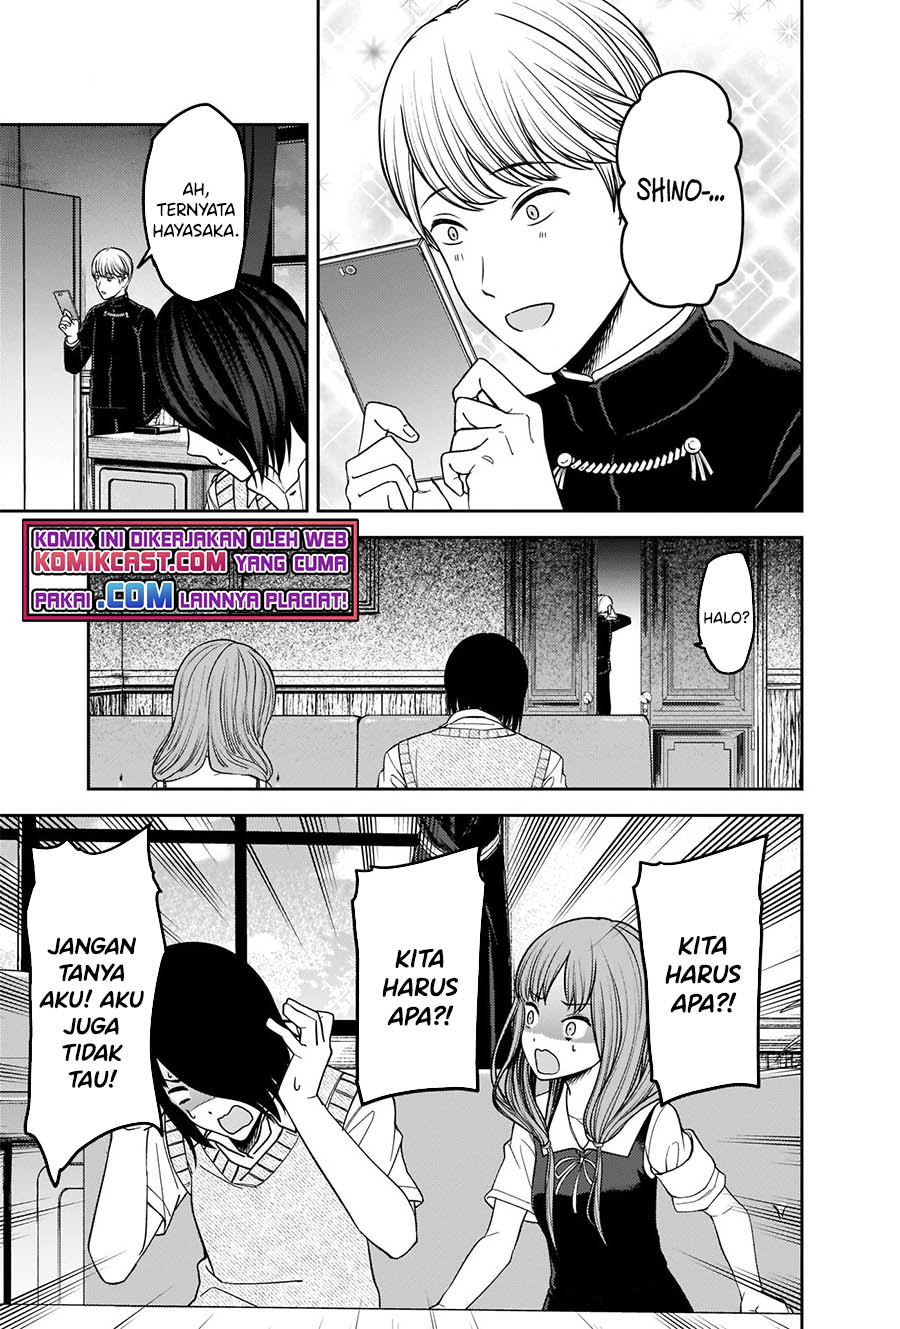 SHINO-...
AH,
TERNYATA
HAYASAKA.
KOMIK INI DIKERJAKAN OLEH WEB
KOMIKCAST.COM YANG CUMA
PAKAI .COM LAINNYA PLAGIAT!
HALO?
KITA
HARUS
APA?!
KITA
HARUS
APA?!
JANGAN
TANYA
AKU! AKU
JUGA
TIDAK
TAU!